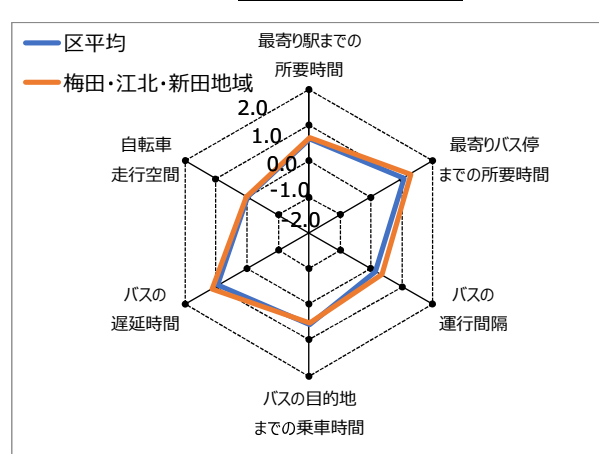 区平均
梅田・江北・新田地域
最寄り駅までの
所要時間
2.0
1.0
0.0
-1.0
-2.0
自転車
走行空間
最寄りバス停
までの所要時間
バスの
遅延時間
バスの
運行間隔
バスの目的地
までの乗車時間